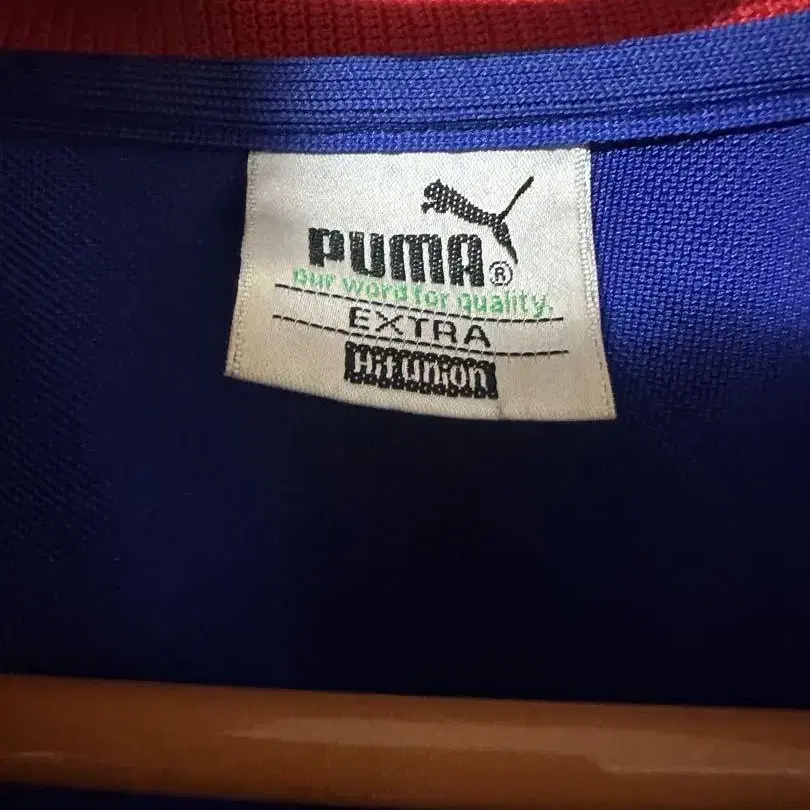 PUMA®
our word for quality.
EXTRA
Hit Union